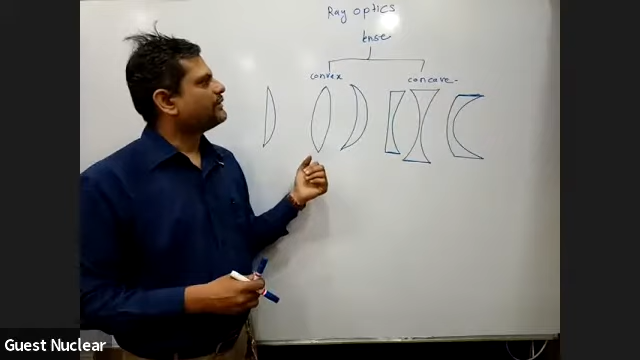 Ray optics
lense
convex
concave
Guest Nuclear